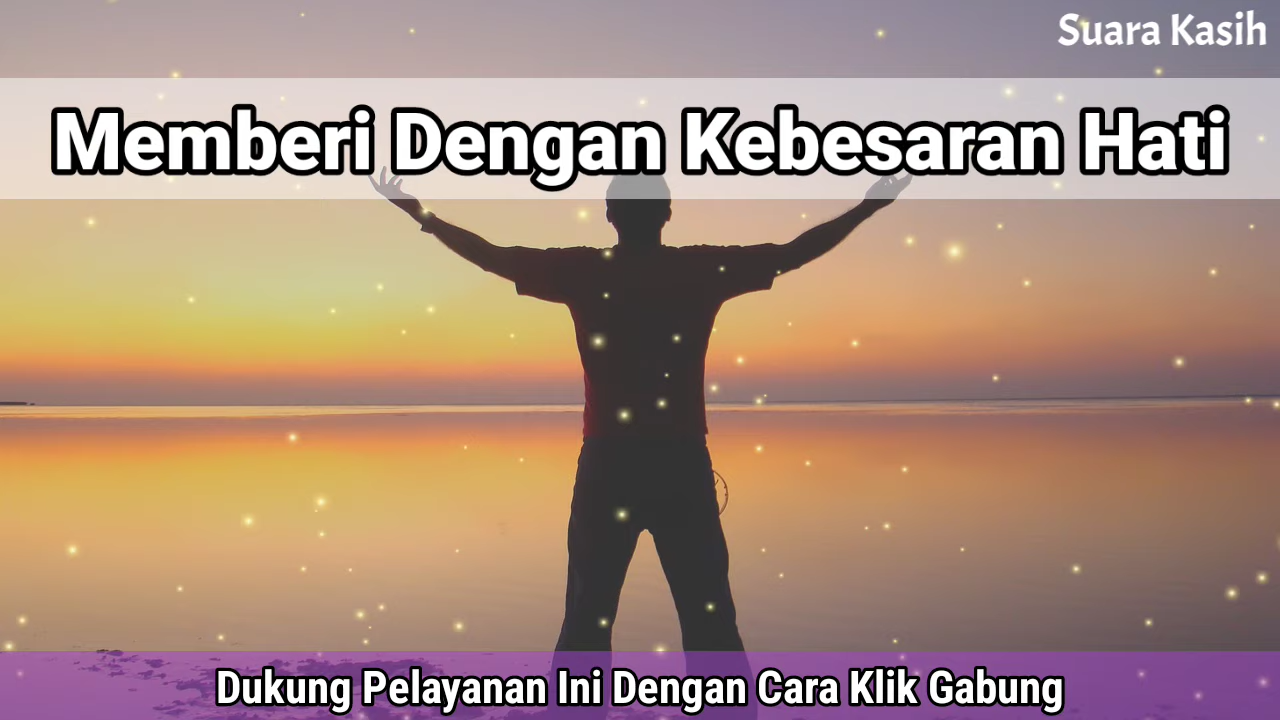 Suara Kasih
Memberi Dengan Kebesaran Hati
Dukung Pelayanan Ini Dengan Cara Klik Gabung